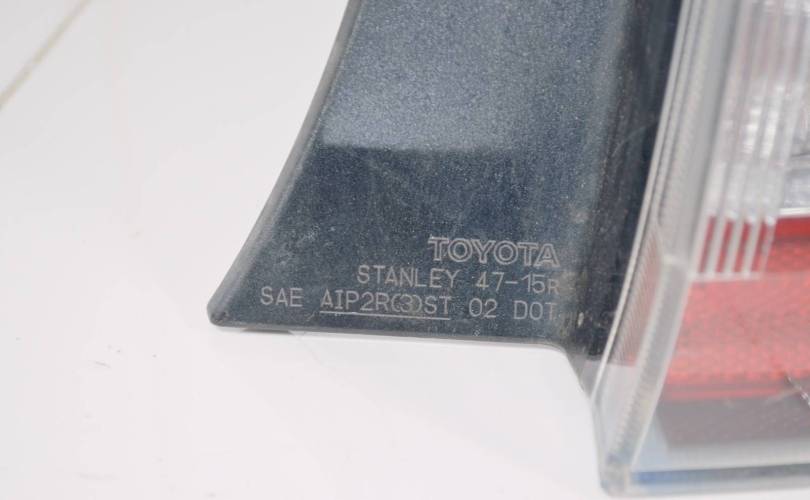 TOYOTA
STANLEY 47-15R
SAE AIP2R(3)ST 02 DOT